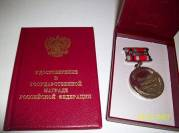 УДОСТОВЕРЕНИЕ
К ГОСУДАРСТВЕННОЙ
НАГРАДЕ
РОССИЙСКОЙ ФЕДЕРАЦИИ